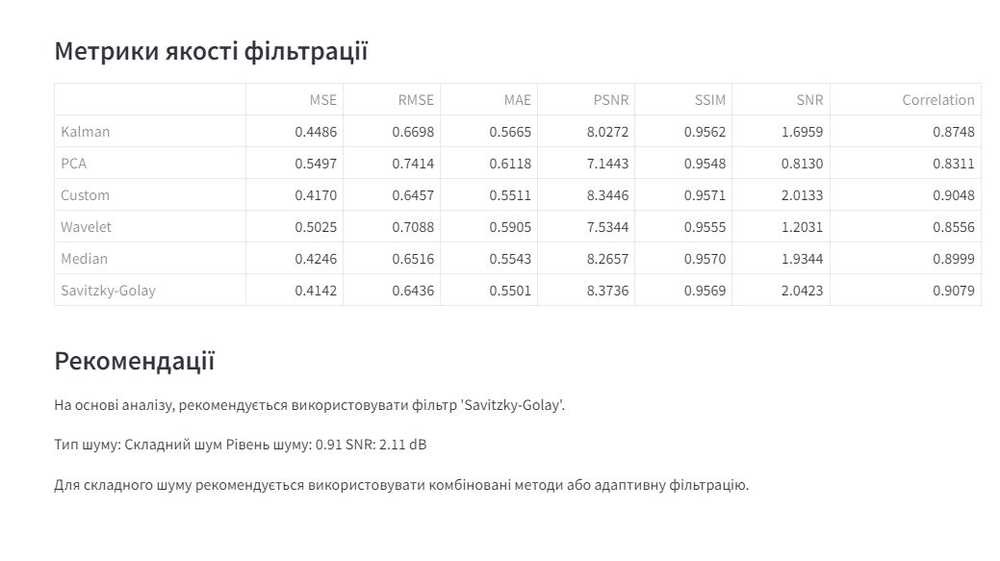 Метрики якості фільтрації
MSE RMSE MAE PSNR SSIM SNR Correlation
Kalman 0.4486 0.6698 0.5665 8.0272 0.9562 1.6959 0.8748
PCA 0.5497 0.7414 0.6118 7.1443 0.9548 0.8130 0.8311
Custom 0.4170 0.6457 0.5511 8.3446 0.9571 2.0133 0.9048
Wavelet 0.5025 0.7088 0.5905 7.5344 0.9555 1.2031 0.8556
Median 0.4246 0.6516 0.5543 8.2657 0.9570 1.9344 0.8999
Savitzky-Golay 0.4142 0.6436 0.5501 8.3736 0.9569 2.0423 0.9079
Рекомендації
На основі аналізу, рекомендується використовувати фільтр 'Savitzky-Golay'.
Тип шуму: Складний шум Рівень шуму: 0.91 SNR: 2.11 dB
Для складного шуму рекомендується використовувати комбіновані методи або адаптивну фільтрацію.